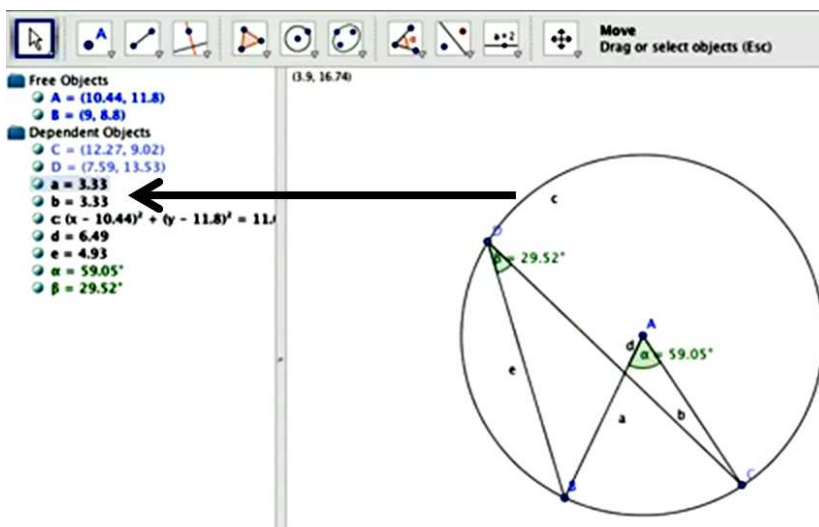 A
a=2
Move
Drag or select objects (Esc)
Free Objects
A = (10.44, 11.8)
B = (9, 8.8)
Dependent Objects
C = (12.27, 9.02)
D = (7.59, 13.53)
a = 3.33
b = 3.33
c: (x - 10.44)² + (y - 11.8)² = 11.
d = 6.49
e = 4.93
α = 59.05°
β = 29.52°
(3.9, 16.74)
c
D
= 29.52°
A
d
α = 59.05°
e
a
b
C
B